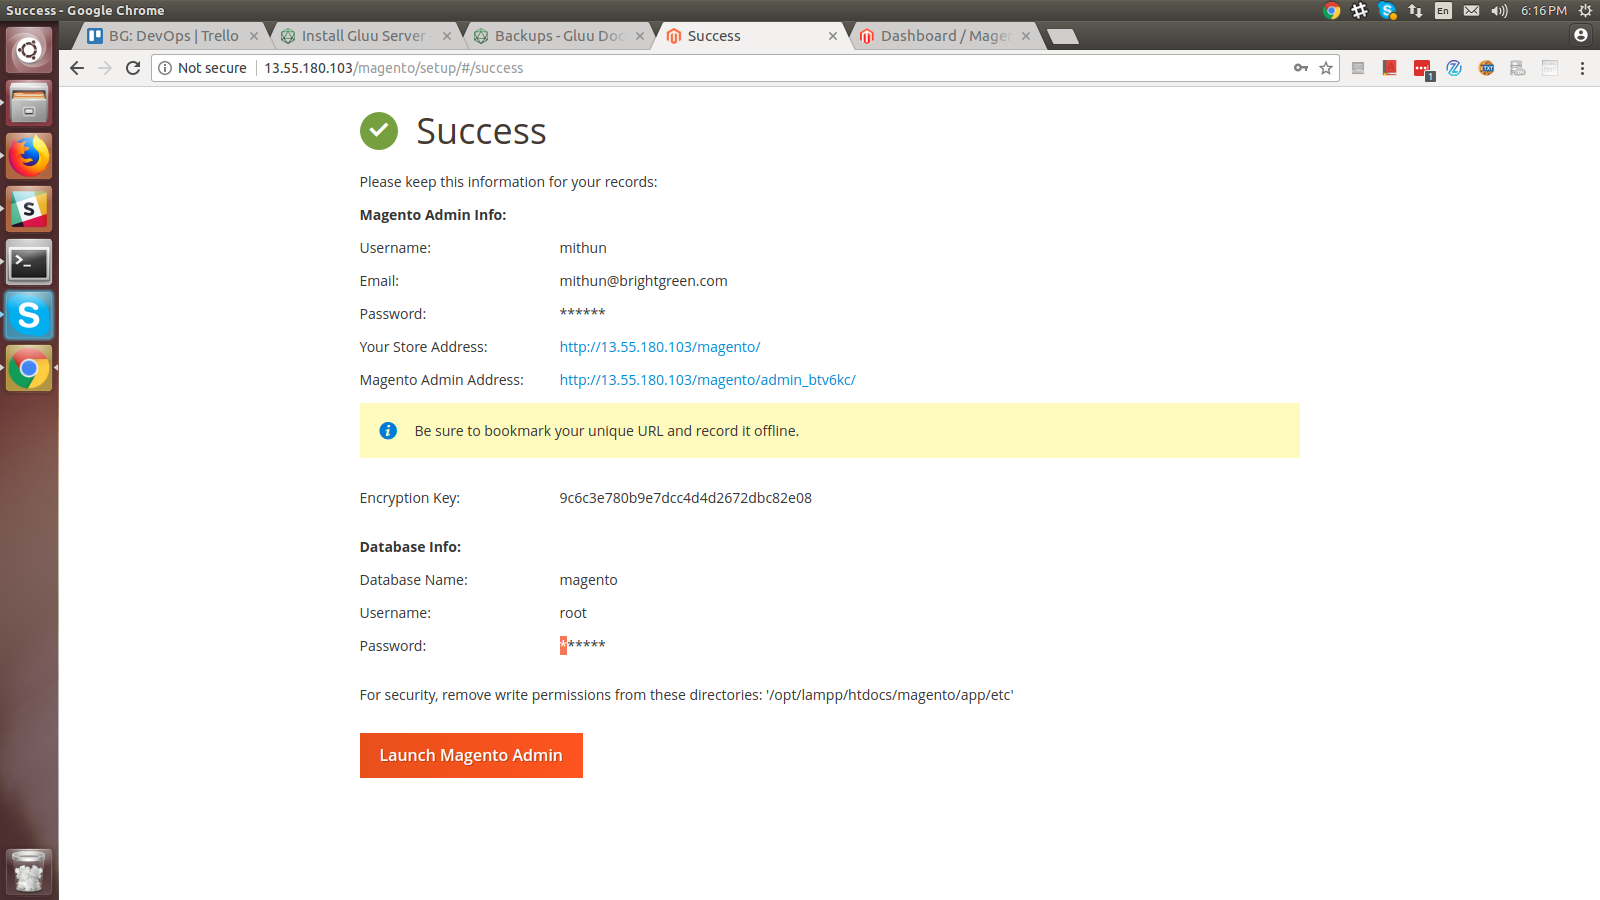 Success - Google Chrome
En
6:16 PM
BG: DevOps | Trello
Install Gluu Server
Backups - Gluu Doc
Success
Dashboard / Magen
Not secure
13.55.180.103/magento/setup/#/success
1
Success
Please keep this information for your records:
Magento Admin Info:
Username: mithun
Email: mithun@brightgreen.com
Password: ******
Your Store Address: http://13.55.180.103/magento/
Magento Admin Address: http://13.55.180.103/magento/admin_btv6kc/
Be sure to bookmark your unique URL and record it offline.
Encryption Key: 9c6c3e780b9e7dcc4d4d2672dbc82e08
Database Info:
Database Name: magento
Username: root
Password: ******
For security, remove write permissions from these directories: '/opt/lampp/htdocs/magento/app/etc'
Launch Magento Admin